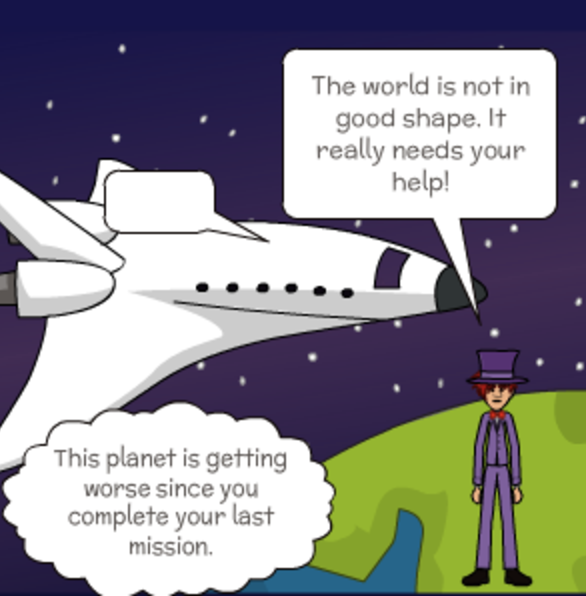 The world is not in
good shape. It
really needs your
help!
This planet is getting
worse since you
complete your last
mission.